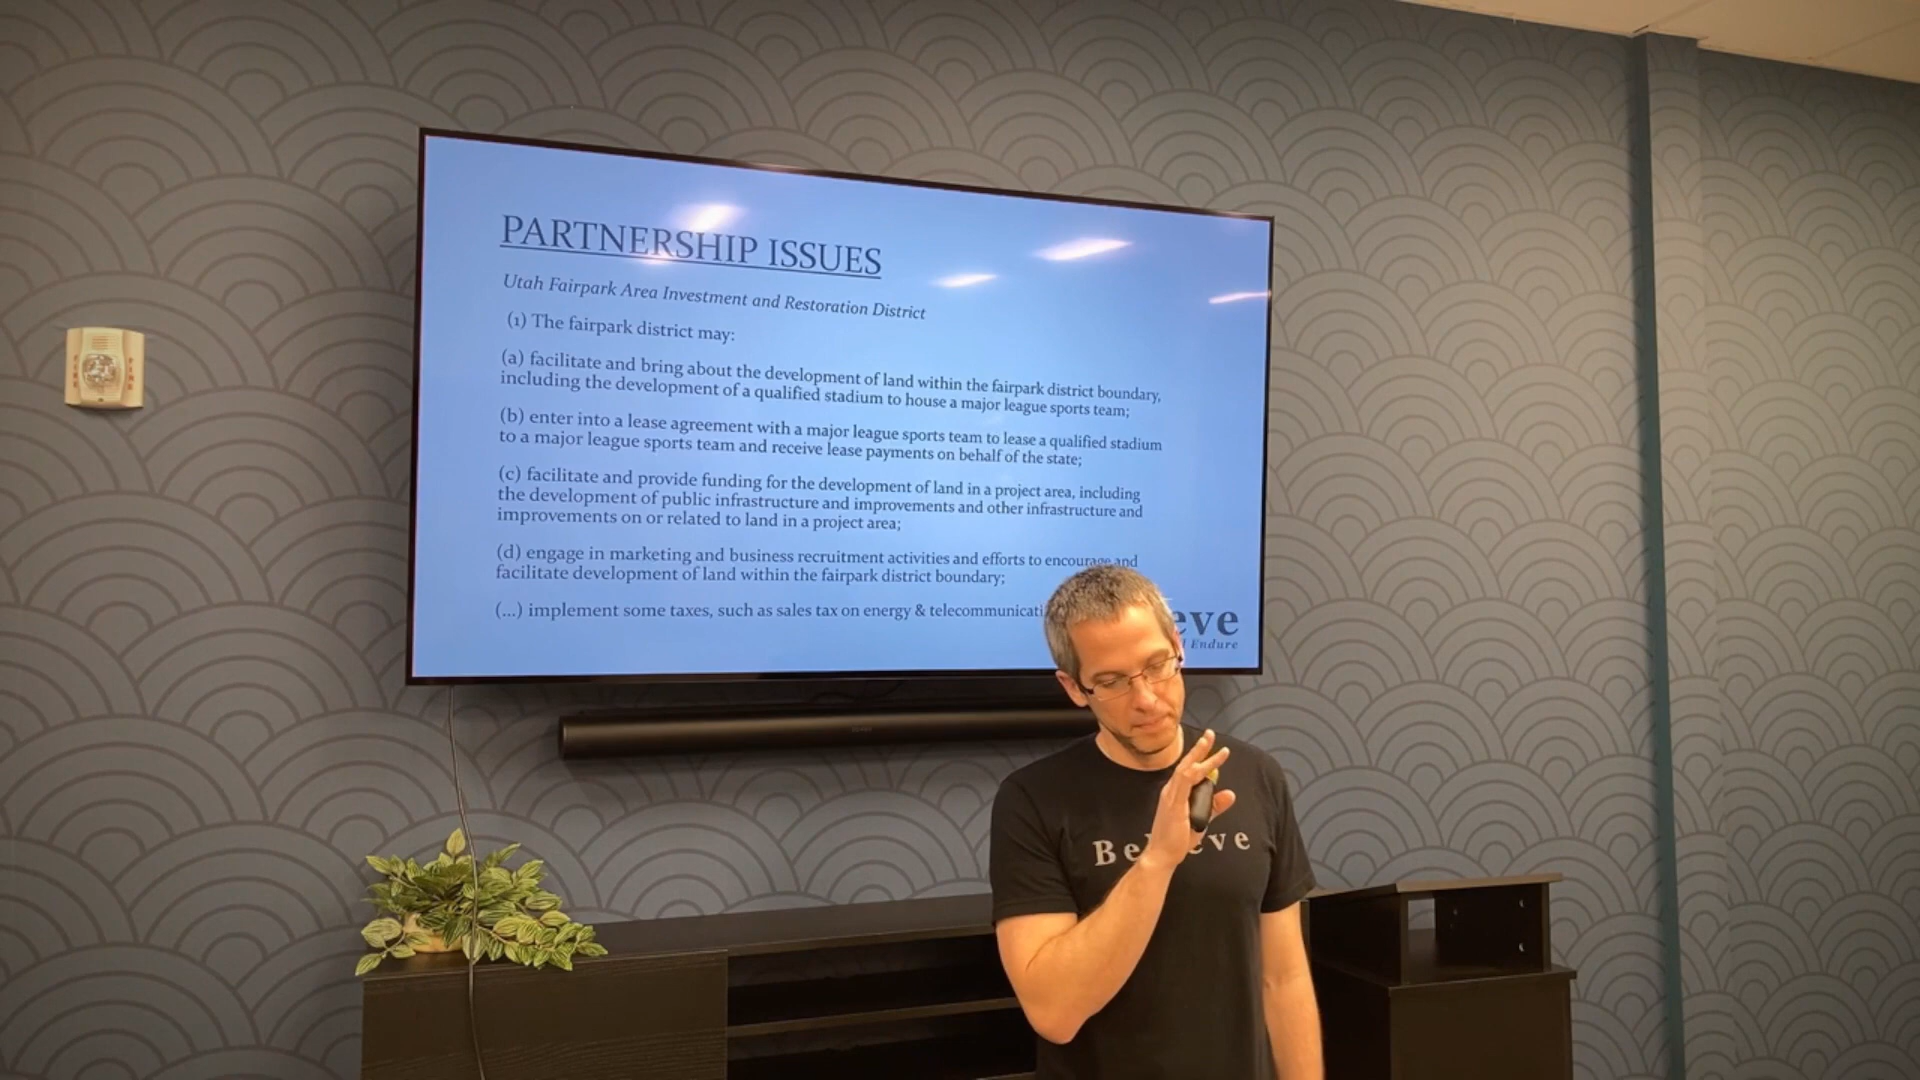 PARTNERSHIP ISSUES
Utah Fairpark Area Investment and Restoration District
(1) The fairpark district may:
(a) facilitate and bring about the development of land within the fairpark district boundary,
including the development of a qualified stadium to house a major league sports team;
(b) enter into a lease agreement with a major league sports team to lease a qualified stadium
to a major league sports team and receive lease payments on behalf of the state;
(c) facilitate and provide funding for the development of land in a project area, including
the development of public infrastructure and improvements and other infrastructure and
improvements on or related to land in a project area;
(d) engage in marketing and business recruitment activities and efforts to encourage and
facilitate development of land within the fairpark district boundary;
(...) implement some taxes, such as sales tax on energy & telecommunicati
eve
Endure
FIRE
FIRE
Be eve